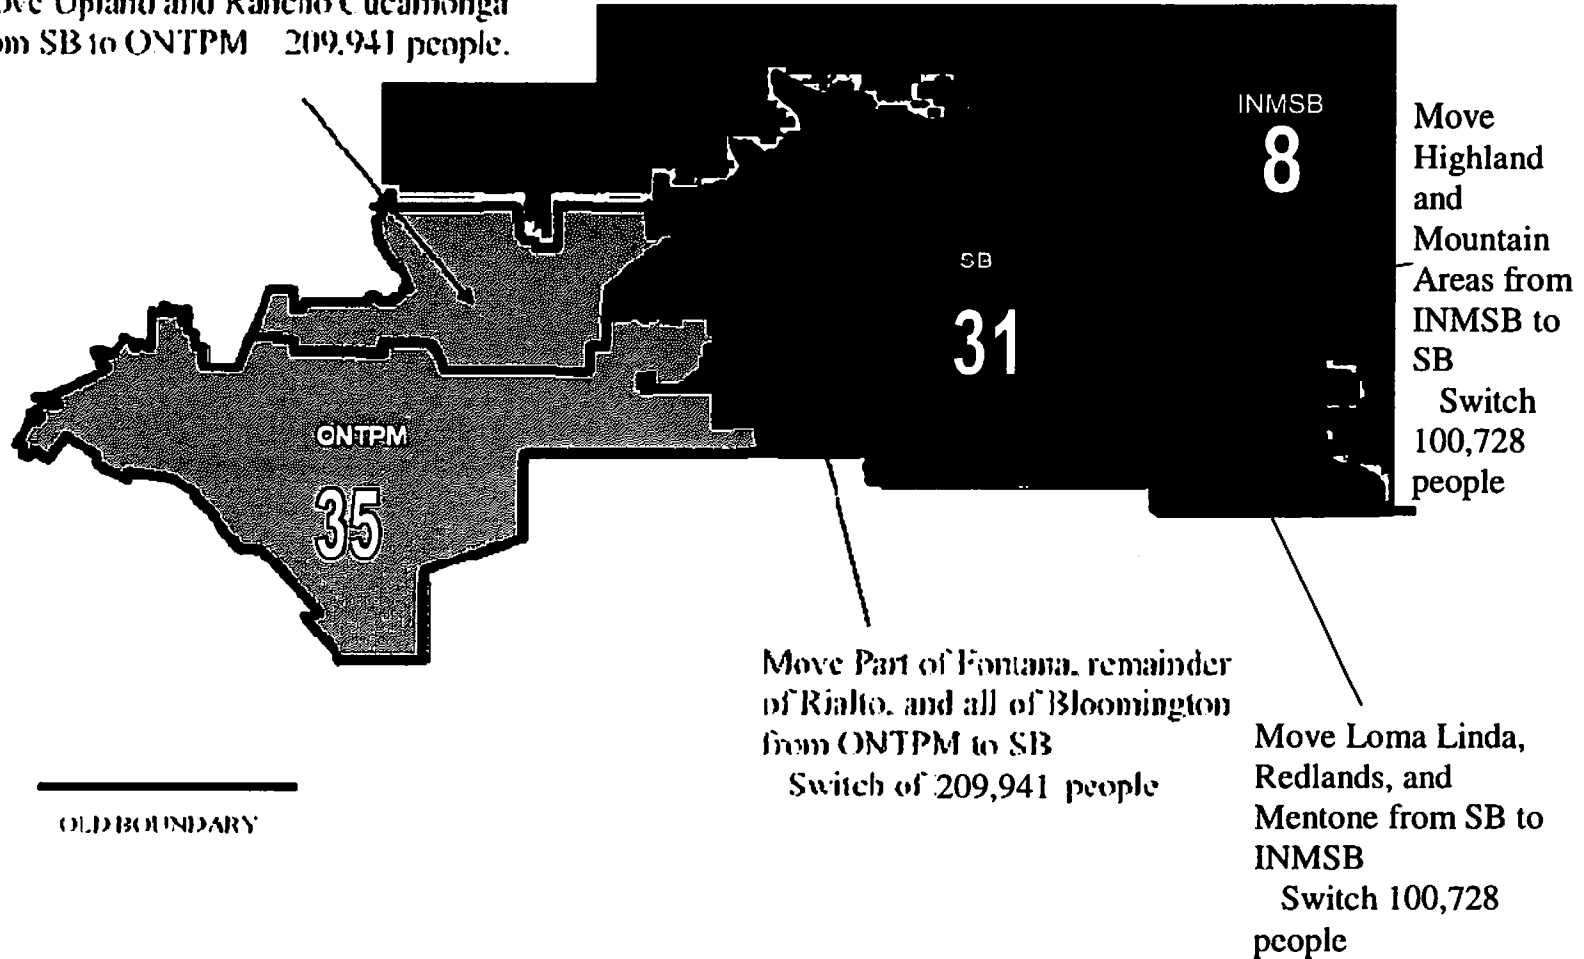 Upland and Rancho Cucamonga
SB to ONTPM 209,941 people.
INMSB
8
Move
Highland
and
Mountain
Areas from
INMSB to
SB
Switch
100,728
people
SB
31
ONTPM
35
Move Part of Fontana, remainder
of Rialto, and all of Bloomington
from ONTPM to SB
Switch of 209,941 people
Move Loma Linda,
Redlands, and
Mentone from SB to
INMSB
Switch 100,728
people
OLD BOUNDARY